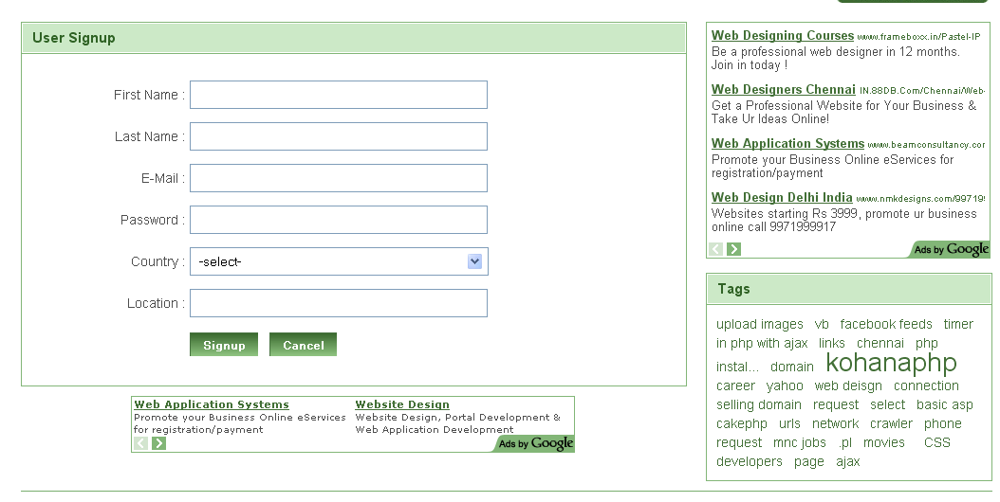 User Signup
First Name :
Last Name :
E-Mail :
Password :
Country : -select-
Location :
Signup Cancel
Web Application Systems
Promote your Business Online eServices
for registration/payment
Website Design
Website Design, Portal Development &
Web Application Development
Ads by Google
Web Designing Courses www.frameboxx.in/Pastel-IP
Be a professional web designer in 12 months.
Join in today !
Web Designers Chennai IN.88DB.Com/Chennai/Web-
Get a Professional Website for Your Business &
Take Ur Ideas Online!
Web Application Systems www.beamconsultancy.com
Promote your Business Online eServices for
registration/payment
Web Design Delhi India www.nmkdesigns.com/99719
Websites starting Rs 3999, promote ur business
online call 9971999917
Ads by Google
Tags
upload images vb facebook feeds timer
in php with ajax links chennai php
instal... domain kohanaphp
career yahoo web deisgn connection
selling domain request select basic asp
cakephp urls network crawler phone
request mnc jobs .pl movies CSS
developers page ajax